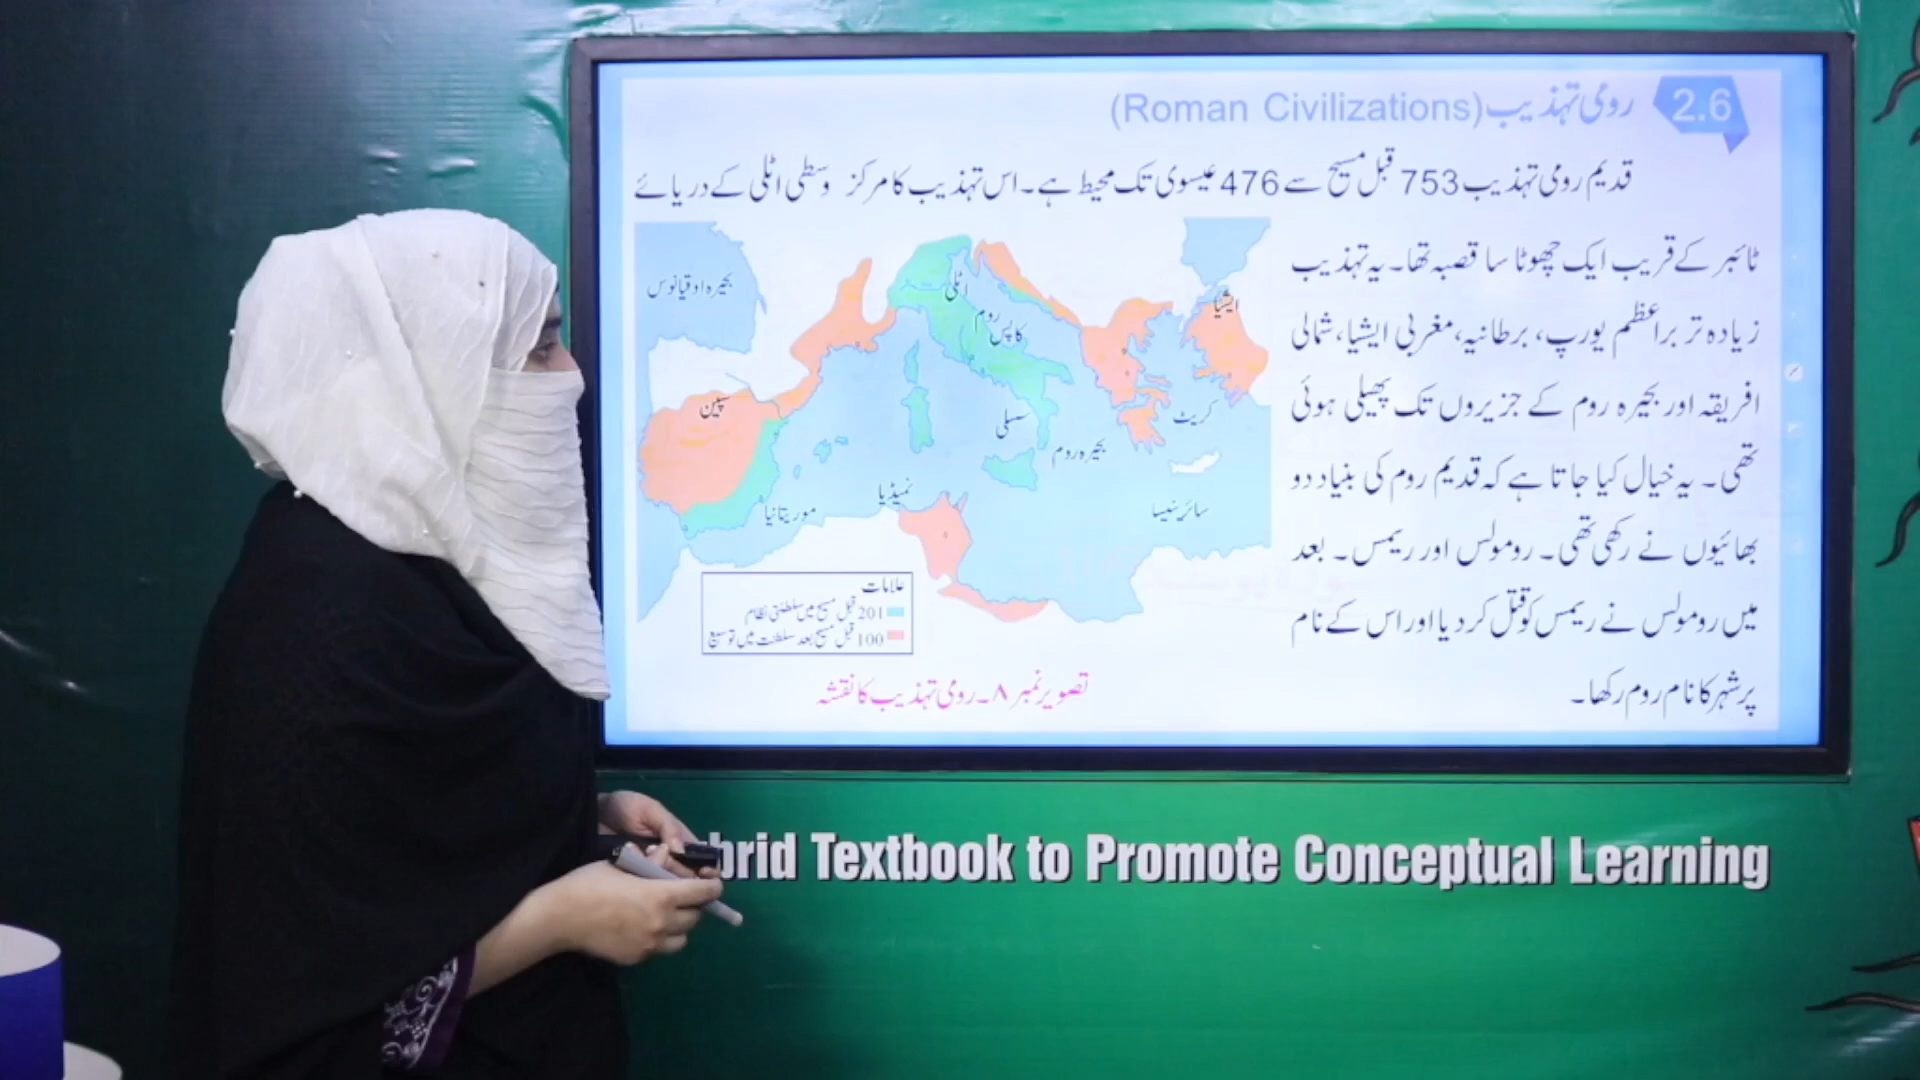 2.6 رومی تہذیب (Roman Civilizations)
قدیم رومی تہذیب 753 قبل مسیح سے 476 عیسوی تک محیط ہے۔ اس تہذیب کا مرکز وسطی اٹلی کے دریائے
ٹائبر کے قریب ایک چھوٹا سا قصبہ تھا۔ یہ تہذیب
زیادہ تر براعظم یورپ، برطانیہ، مغربی ایشیا، شمالی
افریقہ اور بحیرہ روم کے جزیروں تک پھیلی ہوئی
تھی۔ یہ خیال کیا جاتا ہے کہ قدیم روم کی بنیاد دو
بھائیوں نے رکھی تھی۔ رومولس اور ریمس۔ بعد
میں رومولس نے ریمس کو قتل کر دیا اور اس کے نام
پر شہر کا نام روم رکھا۔
بحیرہ اوقیانوس
اٹلی
ایشیا
روم
کاپس
سپین
سسلی
کریٹ
بحیرہ روم
نمیڈیا
موریتانیا
سائرنیسا
علامات
201 قبل مسیح میں سلطنتی نظام
100 قبل مسیح بعد سلطنت میں توسیع
تصویر نمبر ۸۔ رومی تہذیب کا نقشہ
brid Textbook to Promote Conceptual Learning